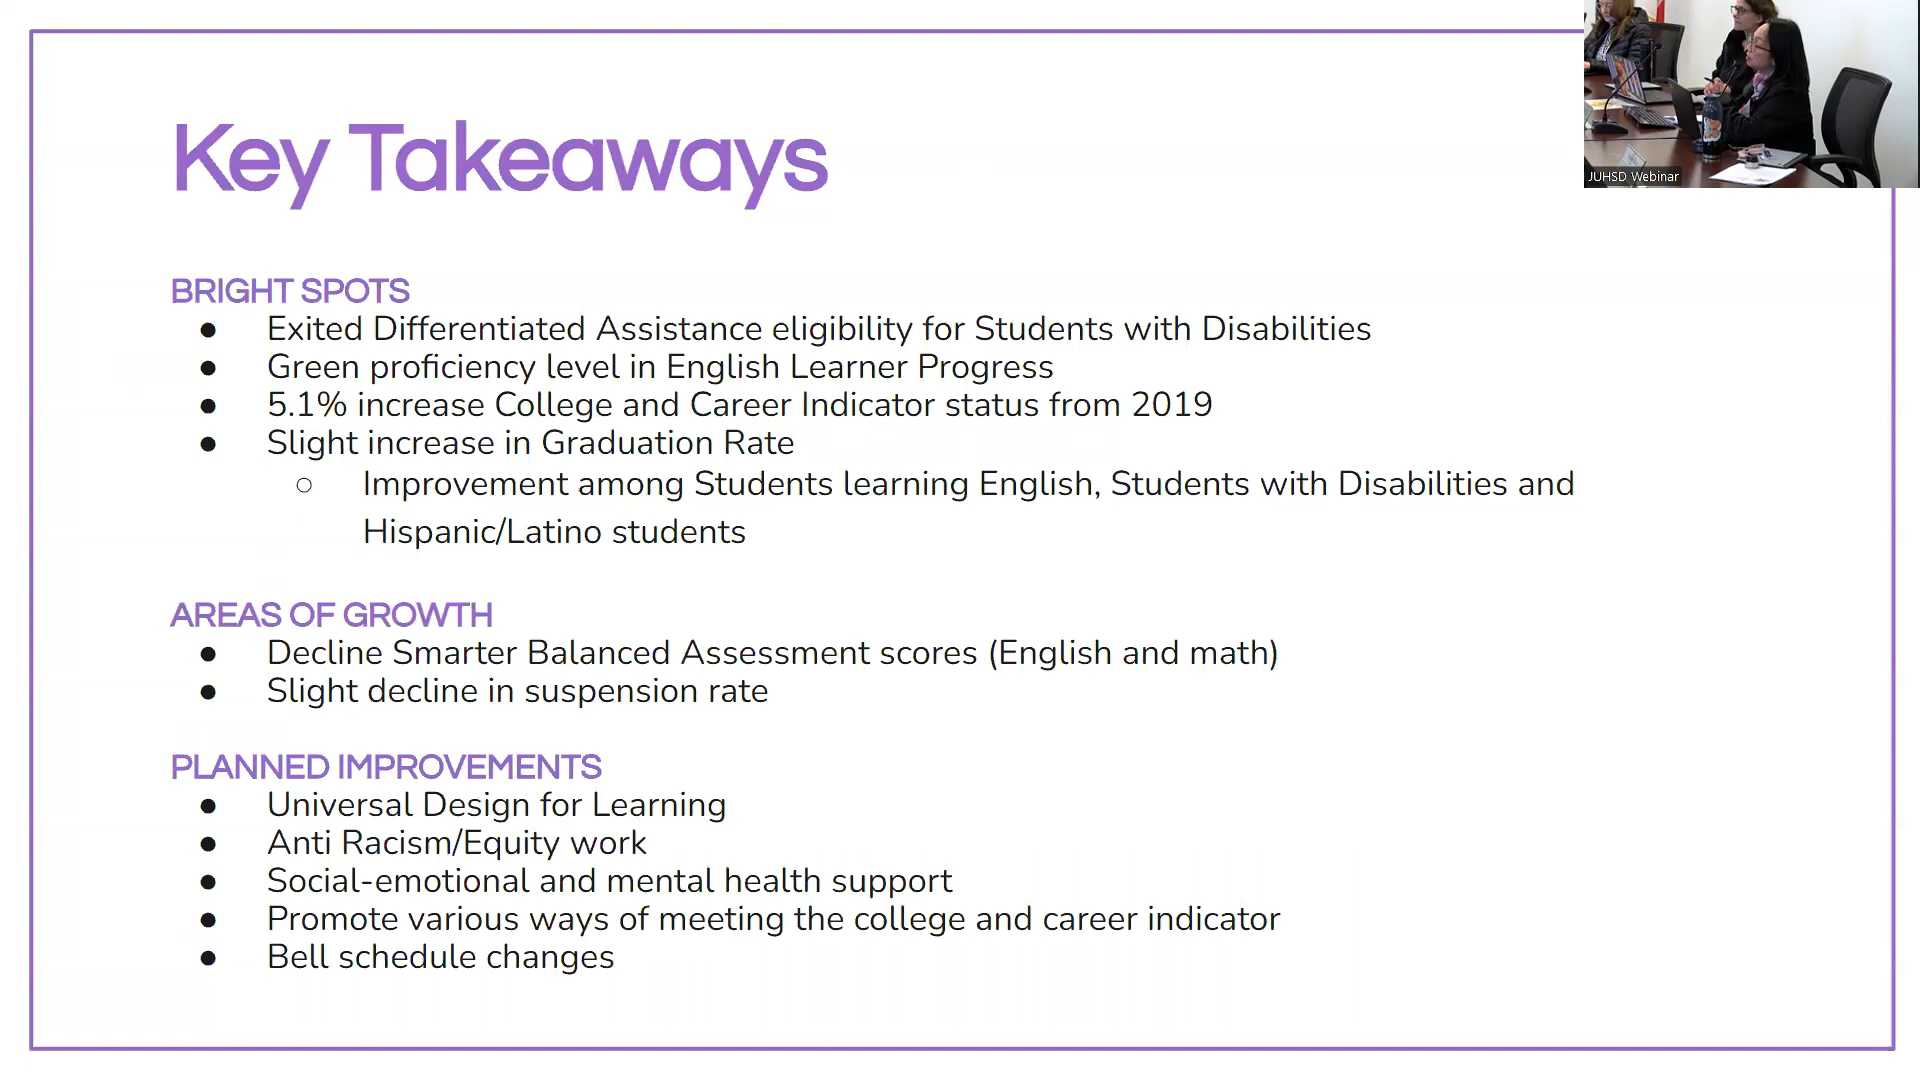 Key Takeaways
JUHSD Webinar
BRIGHT SPOTS
● Exited Differentiated Assistance eligibility for Students with Disabilities
● Green proficiency level in English Learner Progress
● 5.1% increase College and Career Indicator status from 2019
● Slight increase in Graduation Rate
○ Improvement among Students learning English, Students with Disabilities and
Hispanic/Latino students
AREAS OF GROWTH
● Decline Smarter Balanced Assessment scores (English and math)
● Slight decline in suspension rate
PLANNED IMPROVEMENTS
● Universal Design for Learning
● Anti Racism/Equity work
● Social-emotional and mental health support
● Promote various ways of meeting the college and career indicator
● Bell schedule changes